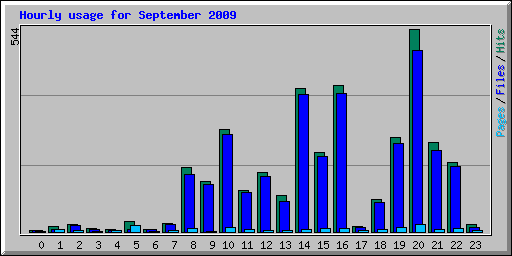 Hourly usage for September 2009
544
Pages / Files / Hits
0 1 2 3 4 5 6 7 8 9 10 11 12 13 14 15 16 17 18 19 20 21 22 23